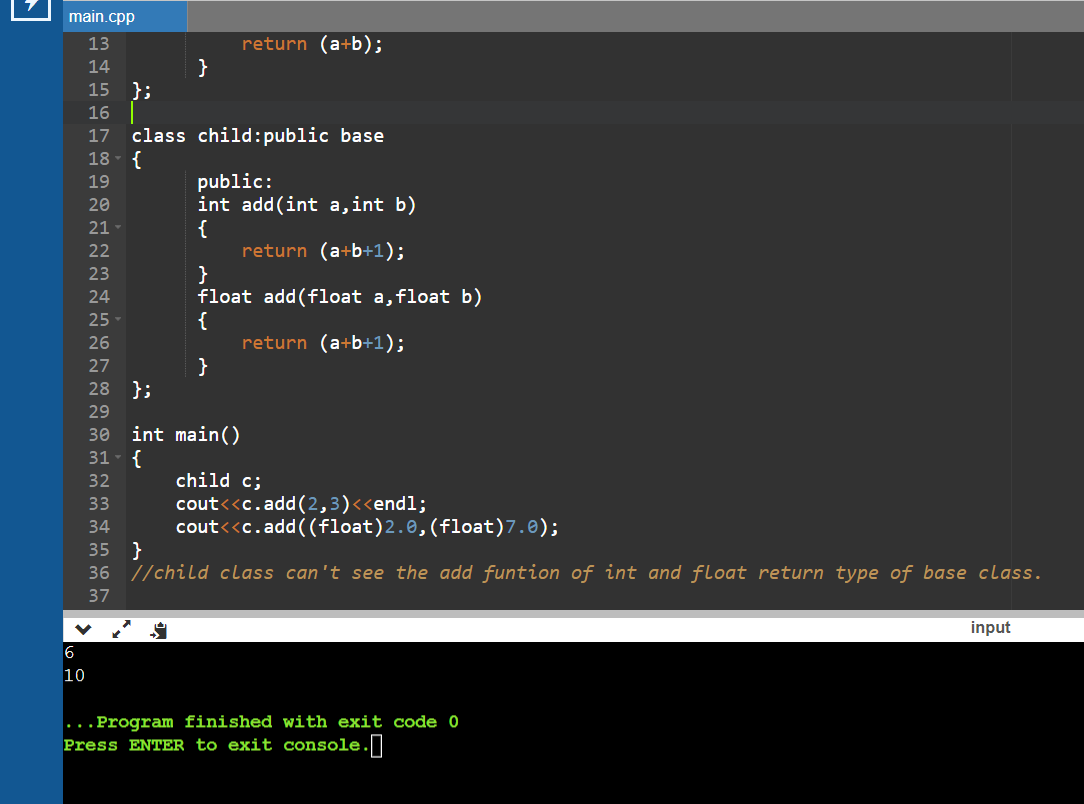 main.cpp
13 return (a+b);
14 }
15 };
16
17 class child:public base
18 {
19 public:
20 int add(int a,int b)
21 {
22 return (a+b+1);
23 }
24 float add(float a,float b)
25 {
26 return (a+b+1);
27 }
28 };
29
30 int main()
31 {
32 child c;
33 cout<<c.add(2,3)<<endl;
34 cout<<c.add((float)2.0,(float)7.0);
35 }
36 //child class can't see the add funtion of int and float return type of base class.
37
input
6
10
...Program finished with exit code 0
Press ENTER to exit console.